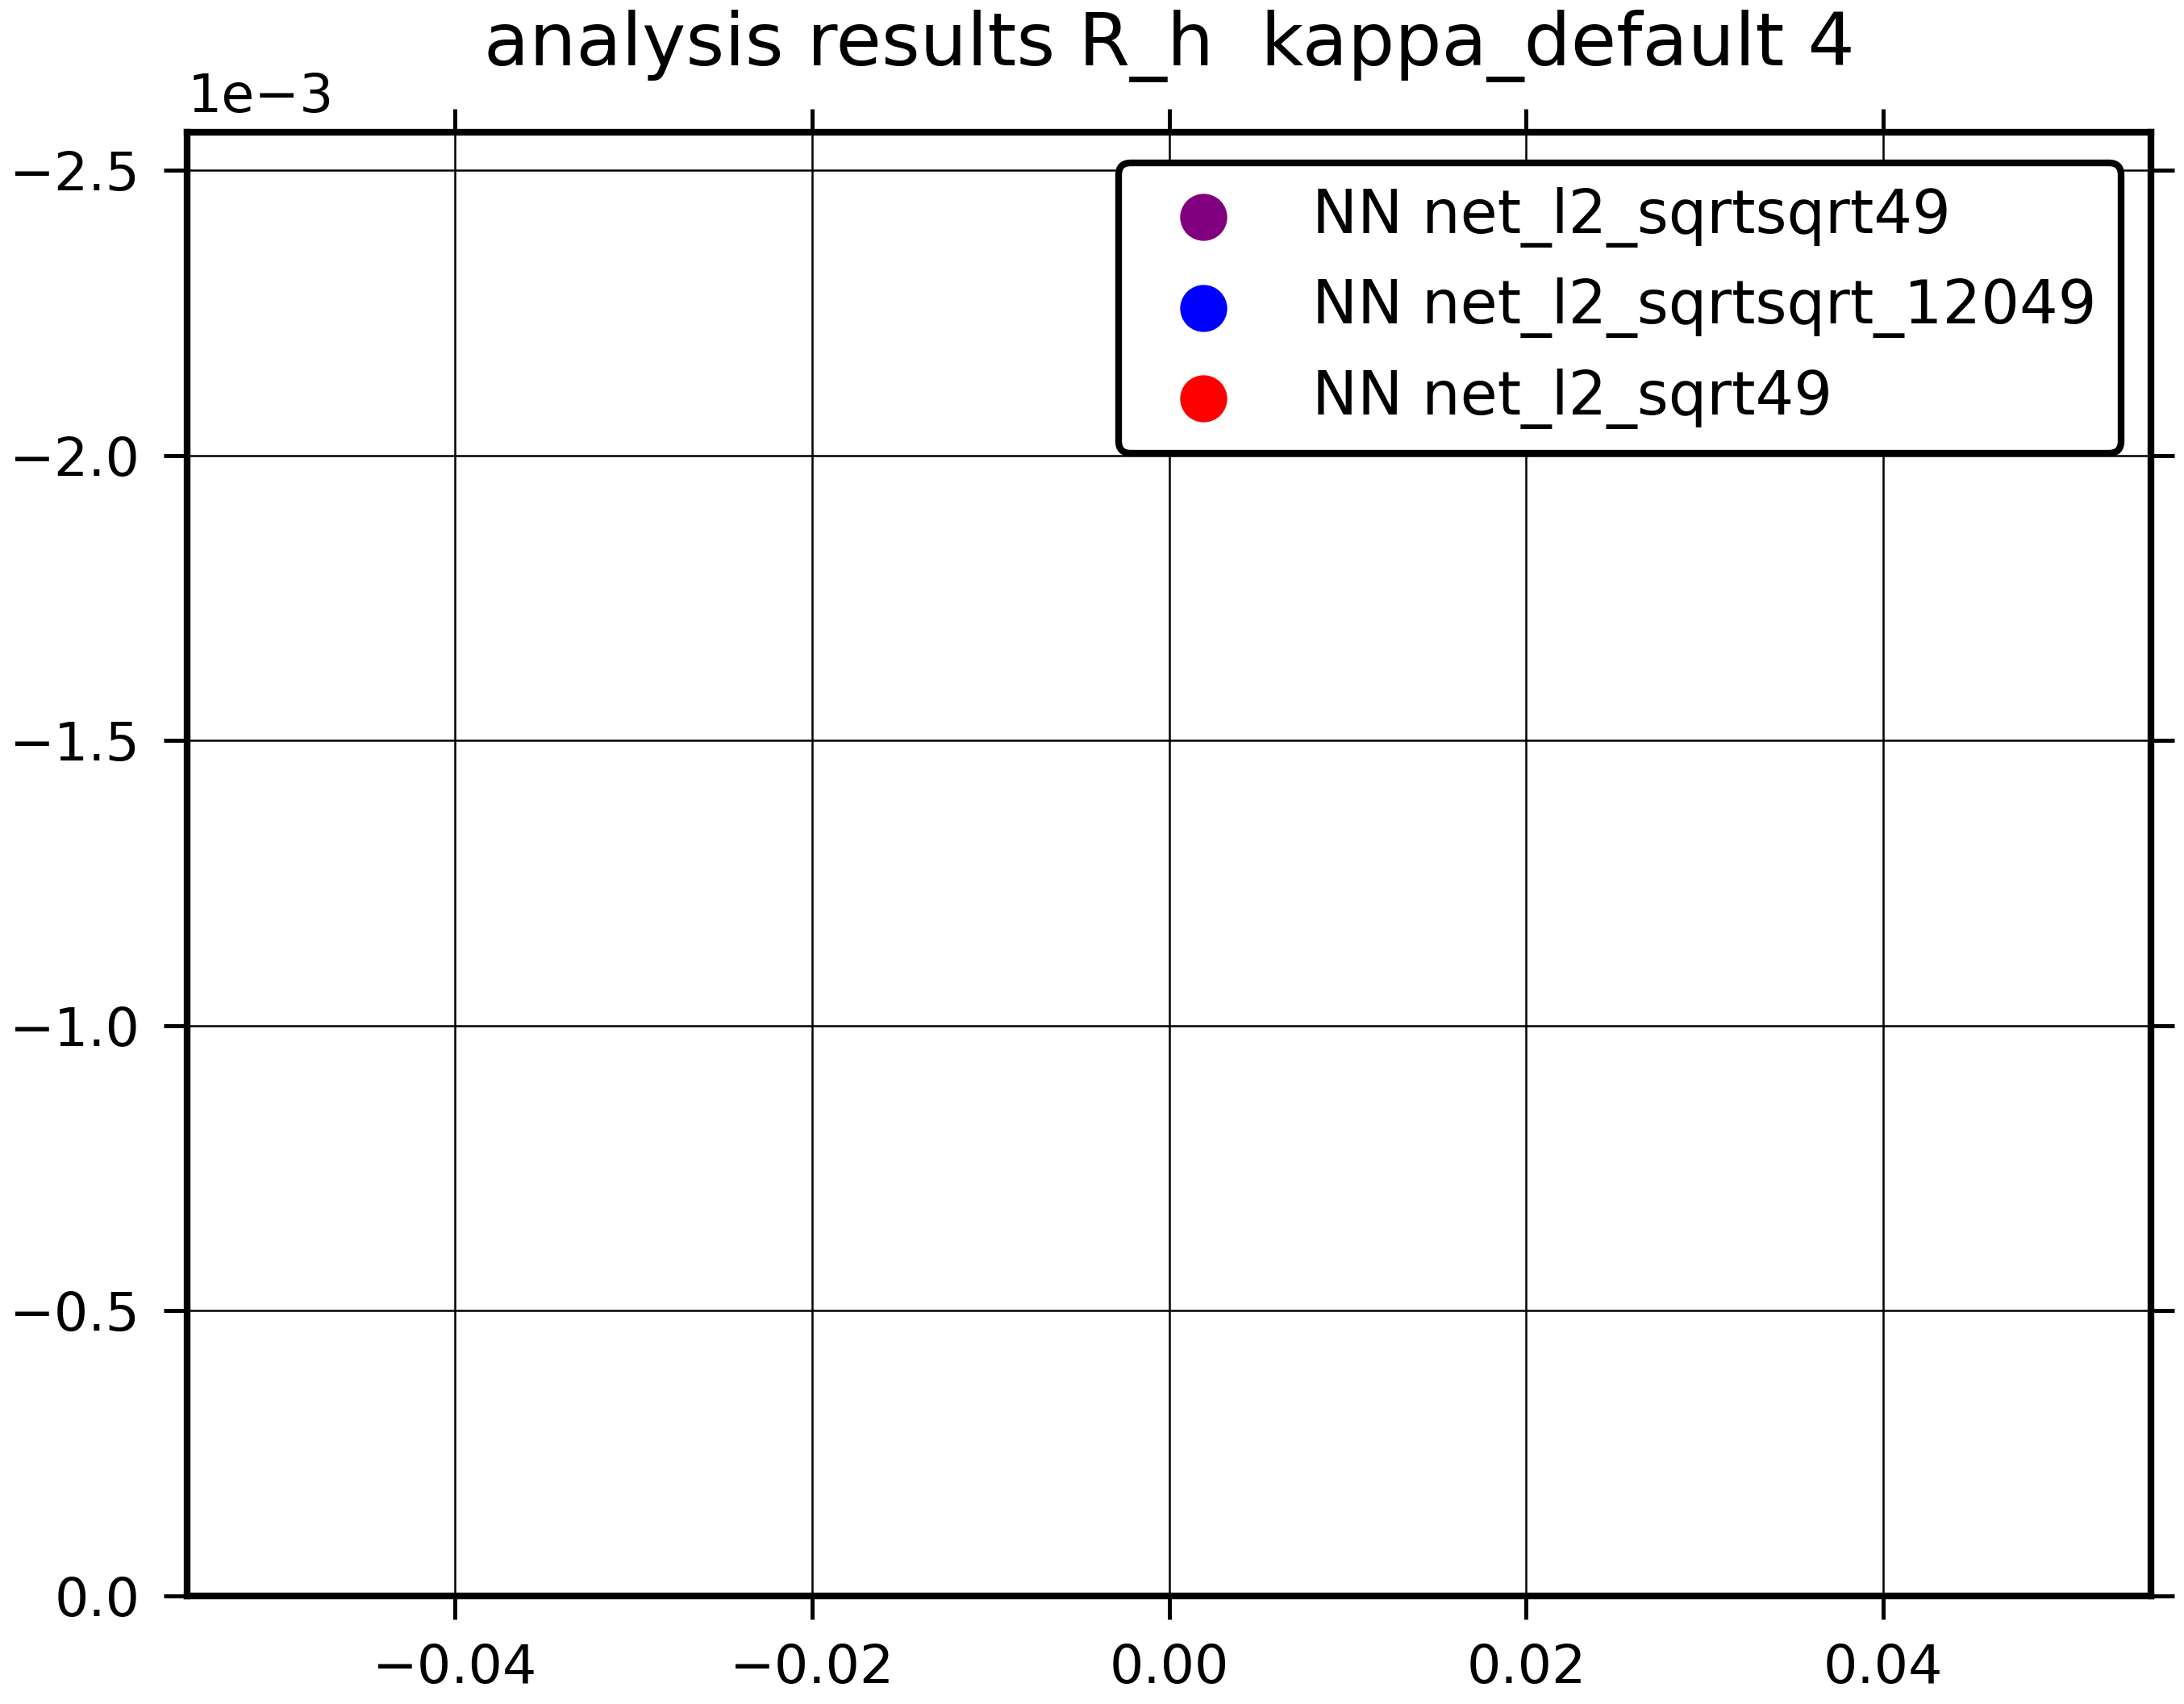 analysis results R_h  kappa_default 4
1e−3
−2.5
NN net_l2_sqrtsqrt49
NN net_l2_sqrtsqrt_12049
NN net_l2_sqrt49
−2.0
−1.5
−1.0
−0.5
0.0
−0.04 −0.02 0.00 0.02 0.04